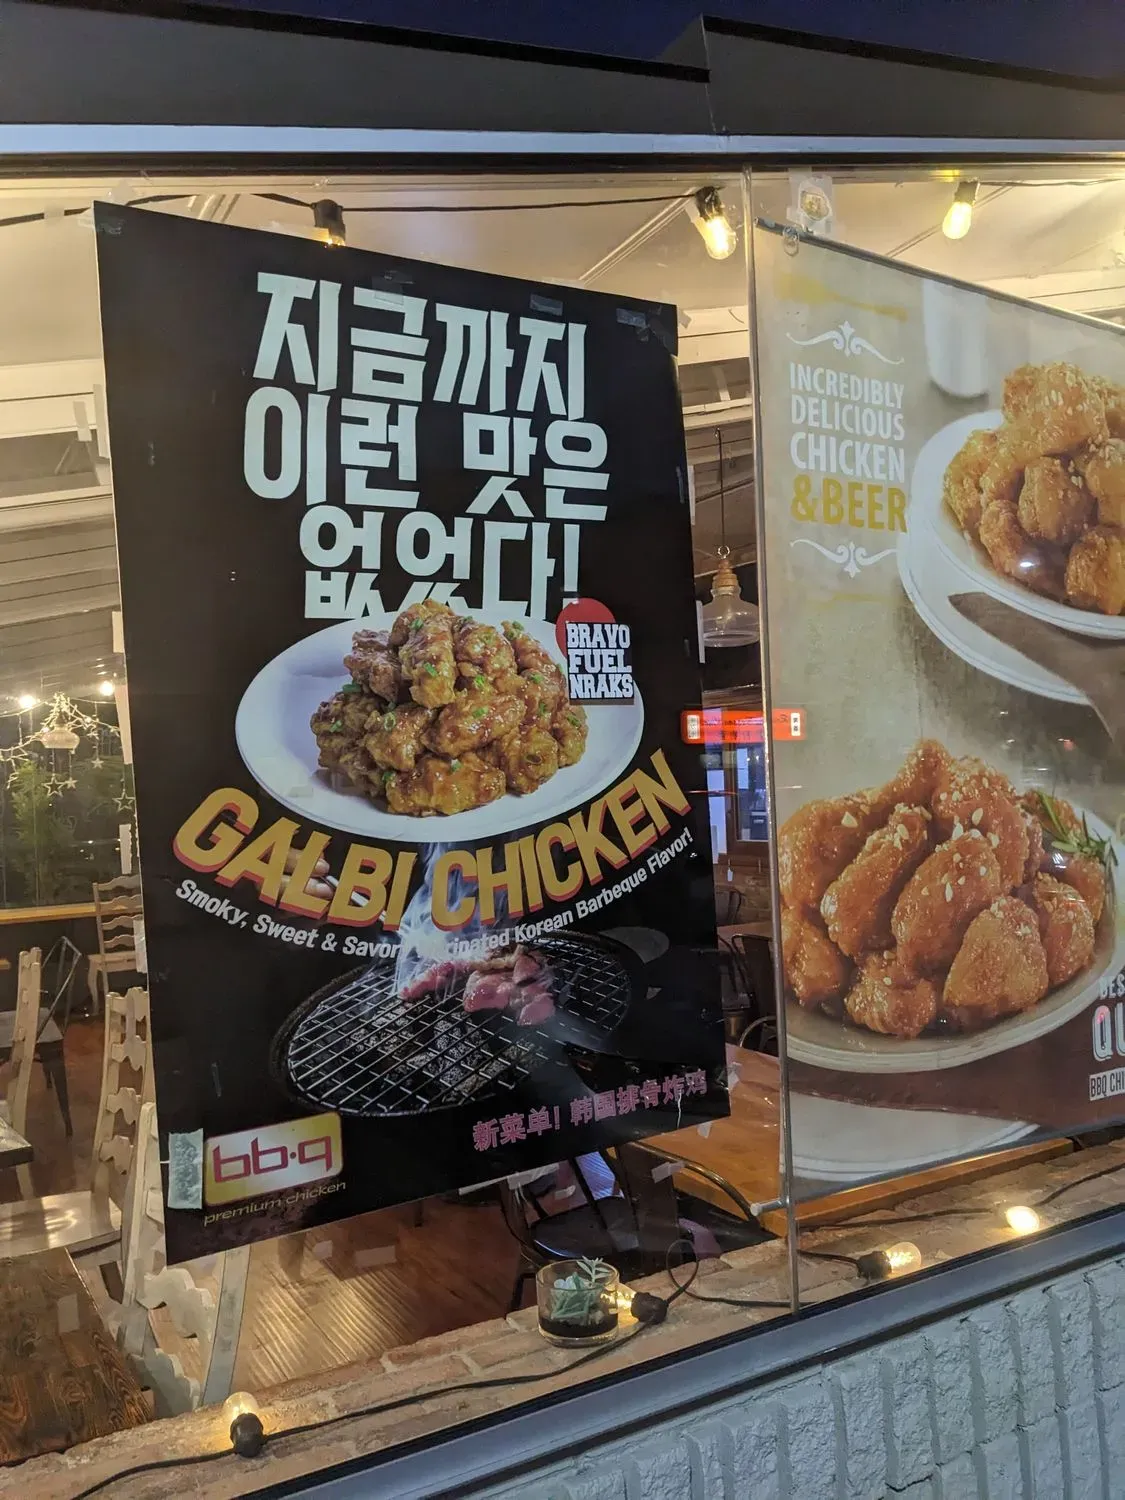 지금까지
이런 맛은
없었다!
BRAVO
FUEL
NRAKS
GALBI CHICKEN
Smoky, Sweet & Savory Korean Barbeque Flavor!
新菜单! 韩国排骨炸鸡
bb·q
premium chicken
INCREDIBLY
DELICIOUS
CHICKEN
& BEER
BES
QU
BBQ CHI